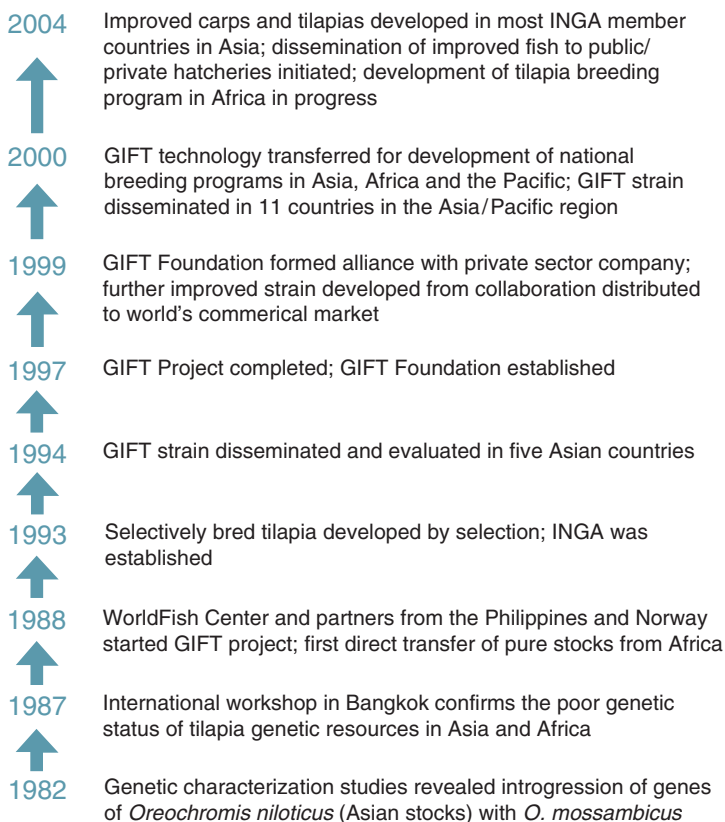 2004 Improved carps and tilapias developed in most INGA member
countries in Asia; dissemination of improved fish to public/
private hatcheries initiated; development of tilapia breeding
program in Africa in progress
2000 GIFT technology transferred for development of national
breeding programs in Asia, Africa and the Pacific; GIFT strain
disseminated in 11 countries in the Asia/Pacific region
1999 GIFT Foundation formed alliance with private sector company;
further improved strain developed from collaboration distributed
to world's commerical market
1997 GIFT Project completed; GIFT Foundation established
1994 GIFT strain disseminated and evaluated in five Asian countries
1993 Selectively bred tilapia developed by selection; INGA was
established
1988 WorldFish Center and partners from the Philippines and Norway
started GIFT project; first direct transfer of pure stocks from Africa
1987 International workshop in Bangkok confirms the poor genetic
status of tilapia genetic resources in Asia and Africa
1982 Genetic characterization studies revealed introgression of genes
of Oreochromis niloticus (Asian stocks) with O. mossambicus